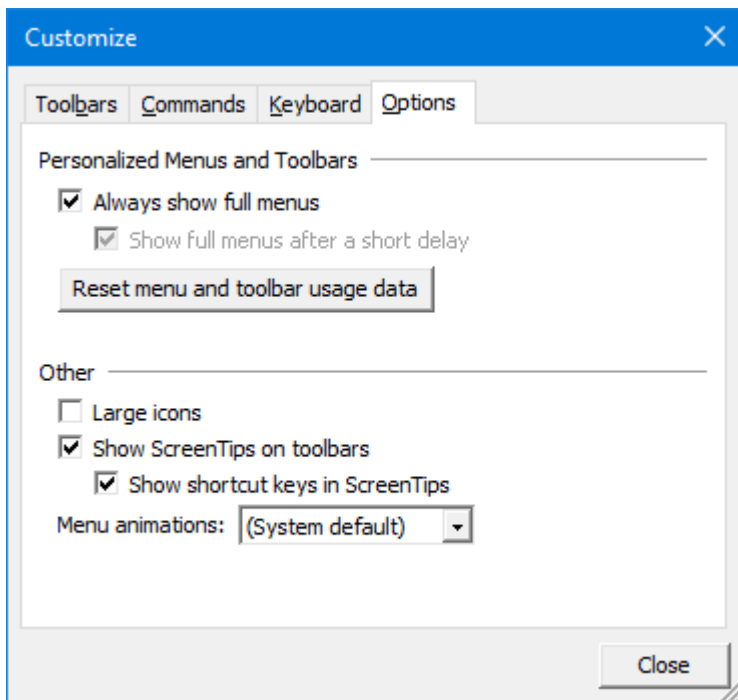 Customize
Toolbars Commands Keyboard Options
Personalized Menus and Toolbars
Always show full menus
Show full menus after a short delay
Reset menu and toolbar usage data
Other
Large icons
Show ScreenTips on toolbars
Show shortcut keys in ScreenTips
Menu animations: (System default)
Close